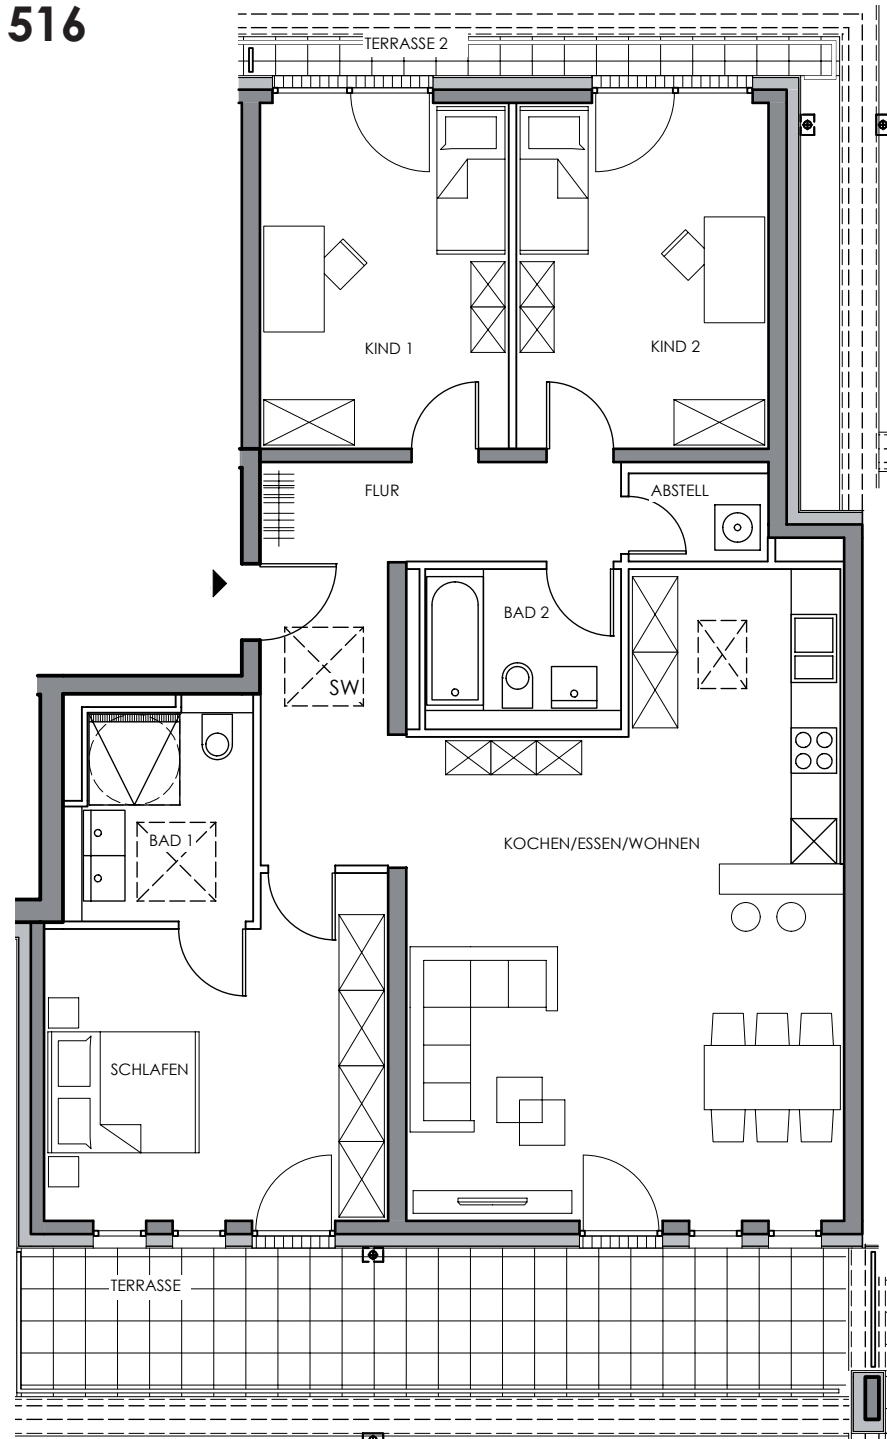 516
TERRASSE 2
KIND 1
KIND 2
FLUR
ABSTELL
BAD 2
SW
BAD 1
KOCHEN/ESSEN/WOHNEN
SCHLAFEN
TERRASSE